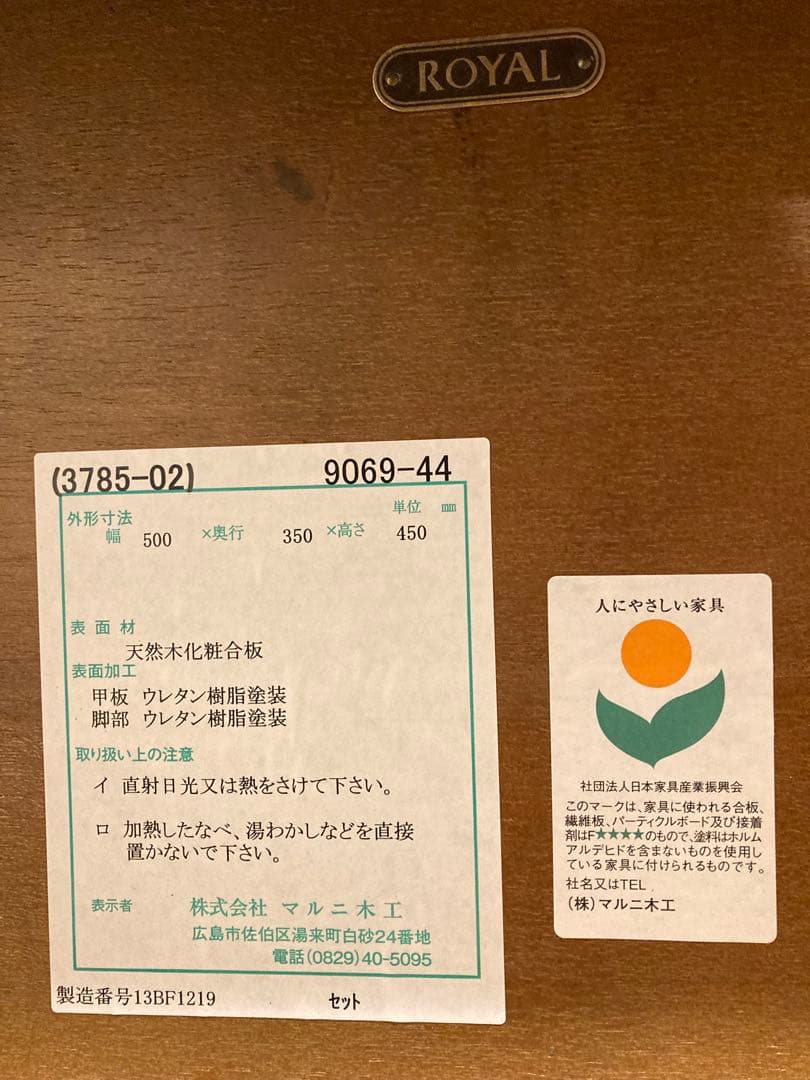 ROYAL
(3785-02) 9069-44
外形寸法 単位 mm
幅 500 ×奥行 350 ×高さ 450
表面材
天然木化粧合板
表面加工
甲板 ウレタン樹脂塗装
脚部 ウレタン樹脂塗装
取り扱い上の注意
イ 直射日光又は熱をさけて下さい。
ロ 加熱したなべ、湯わかしなどを直接
置かないで下さい。
表示者 株式会社 マルニ木工
広島市佐伯区湯来町白砂24番地
電話(0829)40-5095
製造番号13BF1219 セット
人にやさしい家具
社団法人日本家具産業振興会
このマークは、家具に使われる合板、
繊維板、パーティクルボード及び接着
剤はF★★★★のもので、塗料はホルム
アルデヒドを含まないものを使用し
ている家具に付けられるものです。
社名又はTEL
(株)マルニ木工